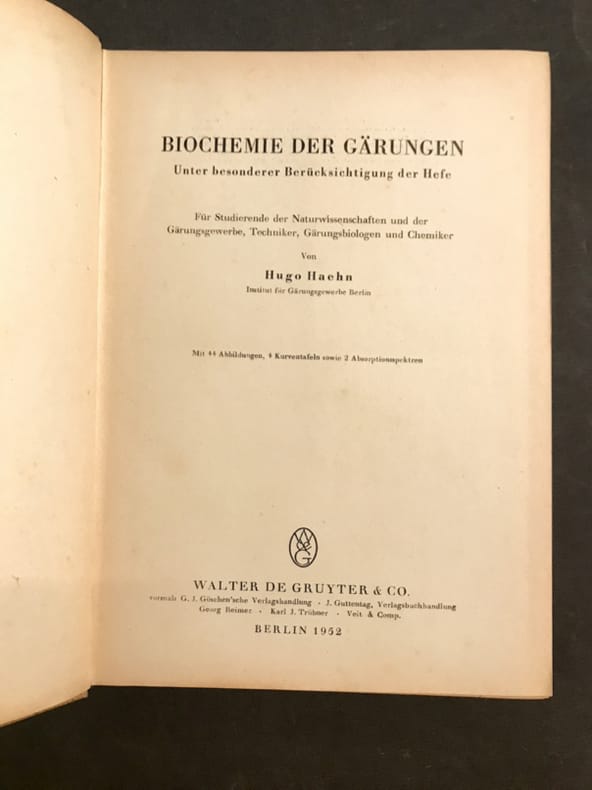 BIOCHEMIE DER GÄRUNGEN
Unter besonderer Berücksichtigung der Hefe
Für Studierende der Naturwissenschaften und der
Gärungsgewerbe, Techniker, Gärungsbiologen und Chemiker
Von
Hugo Haehn
Institut für Gärungsgewerbe Berlin
Mit 44 Abbildungen, 4 Kurventafeln sowie 2 Absorptionsspektren
W de G
WALTER DE GRUYTER & CO.
vormals G. J. Göschen'sche Verlagshandlung · J. Guttentag, Verlagsbuchhandlung
Georg Reimer · Karl J. Trübner · Veit & Comp.
BERLIN 1952